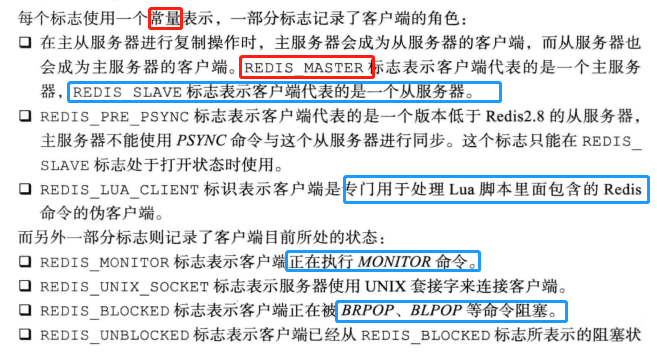 每个标志使用一个常量表示，一部分标志记录了客户端的角色：
❑ 在主从服务器进行复制操作时，主服务器会成为从服务器的客户端，而从服务器也
会成为主服务器的客户端。REDIS_MASTER 标志表示客户端代表的是一个主服务
器，REDIS_SLAVE 标志表示客户端代表的是一个从服务器。
❑ REDIS_PRE_PSYNC 标志表示客户端代表的是一个版本低于 Redis2.8 的从服务器，
主服务器不能使用 PSYNC 命令与这个从服务器进行同步。这个标志只能在 REDIS_
SLAVE 标志处于打开状态时使用。
❑ REDIS_LUA_CLIENT 标识表示客户端是专门用于处理 Lua 脚本里面包含的 Redis
命令的伪客户端。
而另外一部分标志则记录了客户端目前所处的状态：
❑ REDIS_MONITOR 标志表示客户端正在执行 MONITOR 命令。
❑ REDIS_UNIX_SOCKET 标志表示服务器使用 UNIX 套接字来连接客户端。
❑ REDIS_BLOCKED 标志表示客户端正在被 BRPOP、BLPOP 等命令阻塞。
❑ REDIS_UNBLOCKED 标志表示客户端已经从 REDIS_BLOCKED 标志所表示的阻塞状